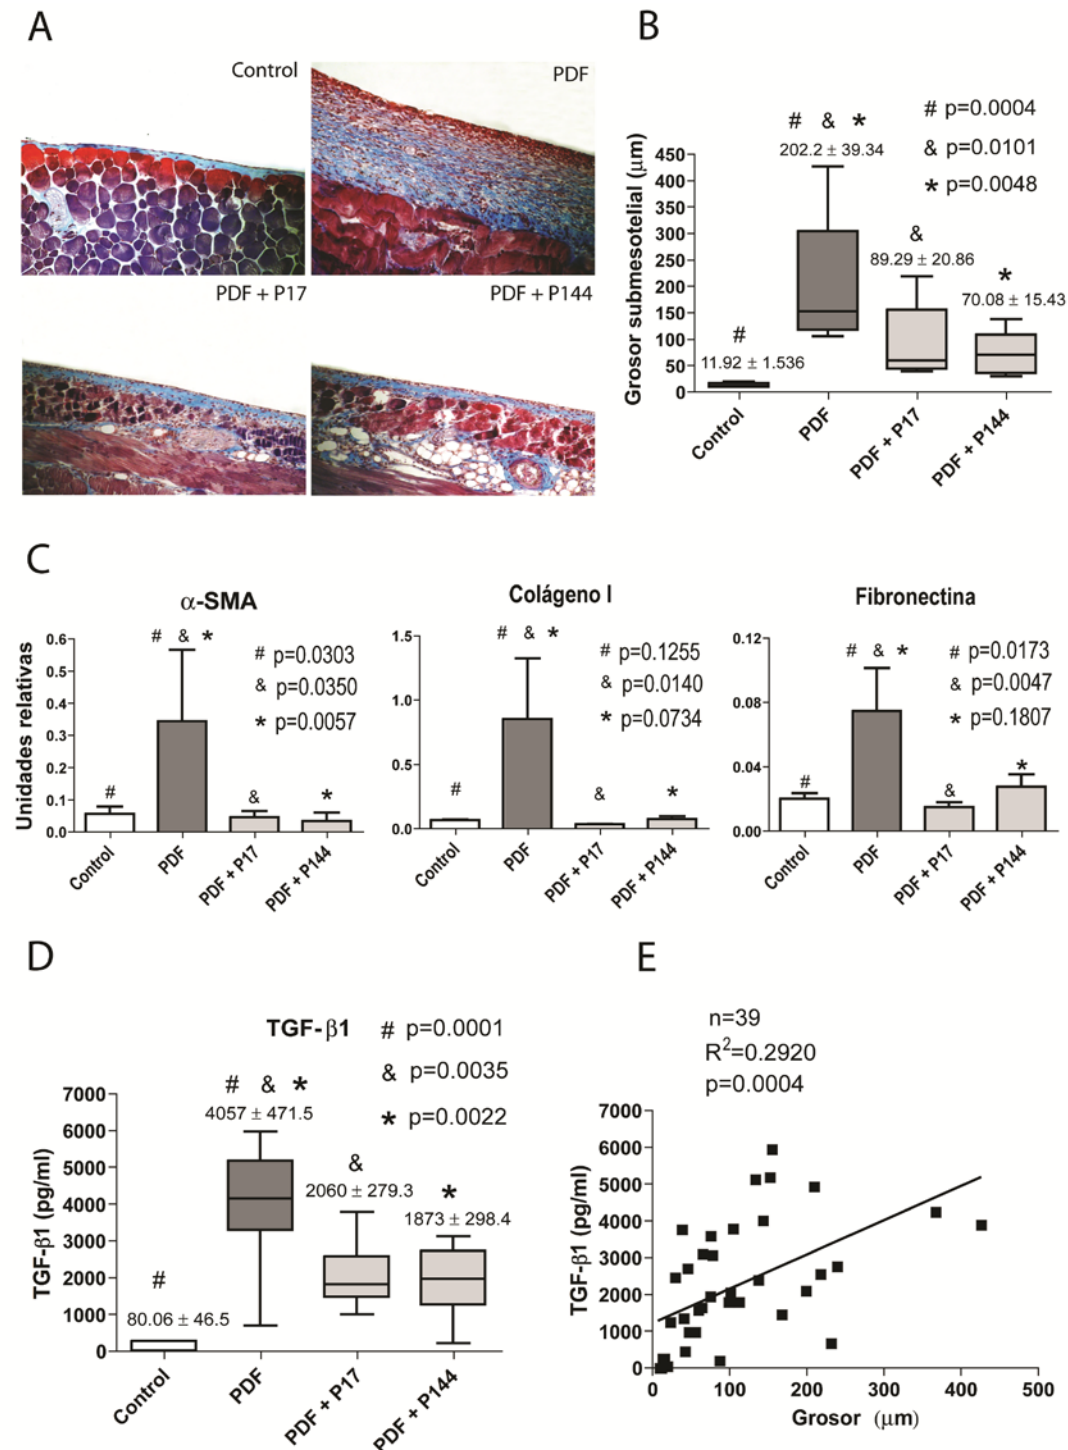 A
Control
PDF
PDF + P17
PDF + P144
B
# p=0.0004
& p=0.0101
* p=0.0048
# & *
202.2 ± 39.34
&
89.29 ± 20.86
*
70.08 ± 15.43
#
11.92 ± 1.536
Grosor submesotelial (μm)
450
400
350
300
250
200
150
100
50
0
Control
PDF
PDF + P17
PDF + P144
C
α-SMA
# & *
# p=0.0303
& p=0.0350
* p=0.0057
Unidades relativas
0.6
0.5
0.4
0.3
0.2
0.1
0.0
#
&
*
Control
PDF
PDF + P17
PDF + P144
Colágeno I
# & *
# p=0.1255
& p=0.0140
* p=0.0734
1.5
1.0
0.5
0.0
#
&
*
Control
PDF
PDF + P17
PDF + P144
Fibronectina
# & *
# p=0.0173
& p=0.0047
* p=0.1807
0.12
0.08
0.04
0.00
#
&
*
Control
PDF
PDF + P17
PDF + P144
D
TGF-β1
# p=0.0001
& p=0.0035
* p=0.0022
# & *
4057 ± 471.5
&
2060 ± 279.3
*
1873 ± 298.4
#
80.06 ± 46.5
TGF-β1 (pg/ml)
7000
6000
5000
4000
3000
2000
1000
0
Control
PDF
PDF + P17
PDF + P144
E
n=39
R²=0.2920
p=0.0004
TGF-β1 (pg/ml)
7000
6000
5000
4000
3000
2000
1000
0
0 100 200 300 400 500
Grosor (μm)